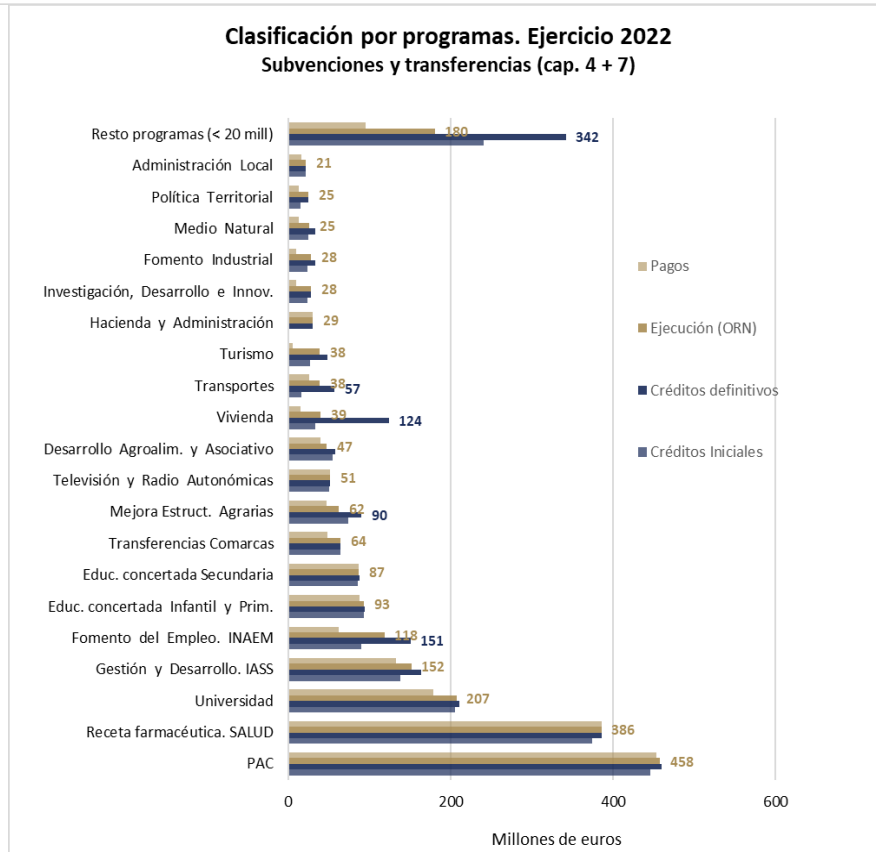 Clasificación por programas. Ejercicio 2022
Subvenciones y transferencias (cap. 4 + 7)
Resto programas (< 20 mill) 180 342
Administración Local 21
Política Territorial 25
Medio Natural 25
Fomento Industrial 28
Investigación, Desarrollo e Innov. 28
Hacienda y Administración 29
Turismo 38
Transportes 38 57
Vivienda 39 124
Desarrollo Agroalim. y Asociativo 47
Televisión y Radio Autonómicas 51
Mejora Estruct. Agrarias 62 90
Transferencias Comarcas 64
Educ. concertada Secundaria 87
Educ. concertada Infantil y Prim. 93
Fomento del Empleo. INAEM 118 151
Gestión y Desarrollo. IASS 152
Universidad 207
Receta farmacéutica. SALUD 386
PAC 458
Pagos
Ejecución (ORN)
Créditos definitivos
Créditos Iniciales
0 200 400 600
Millones de euros